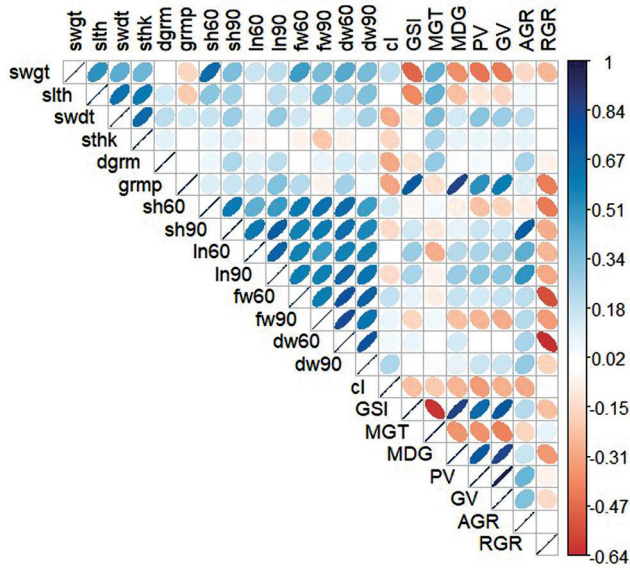 swgt slth swdt sthk dgrm grmp sh60 sh90 ln60 ln90 fw60 fw90 dw60 dw90 cl GSI MGT MDG PV GV AGR RGR
swgt
slth
swdt
sthk
dgrm
grmp
sh60
sh90
ln60
ln90
fw60
fw90
dw60
dw90
cl
GSI
MGT
MDG
PV
GV
AGR
RGR
1
0.84
0.67
0.51
0.34
0.18
0.02
-0.15
-0.31
-0.47
-0.64